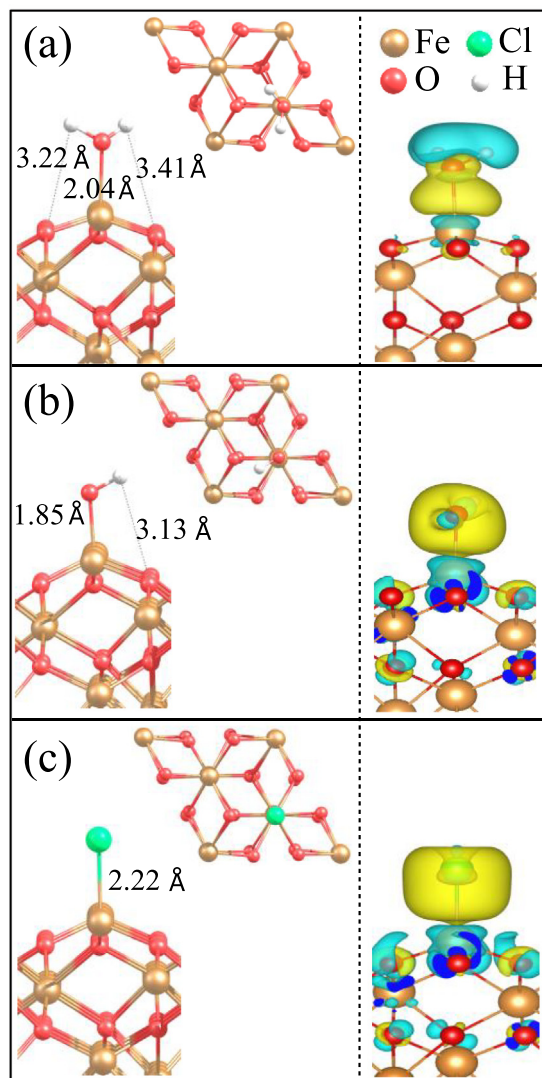 (a)
Fe Cl
O H
3.22 Å
2.04 Å
3.41 Å
(b)
1.85 Å
3.13 Å
(c)
2.22 Å